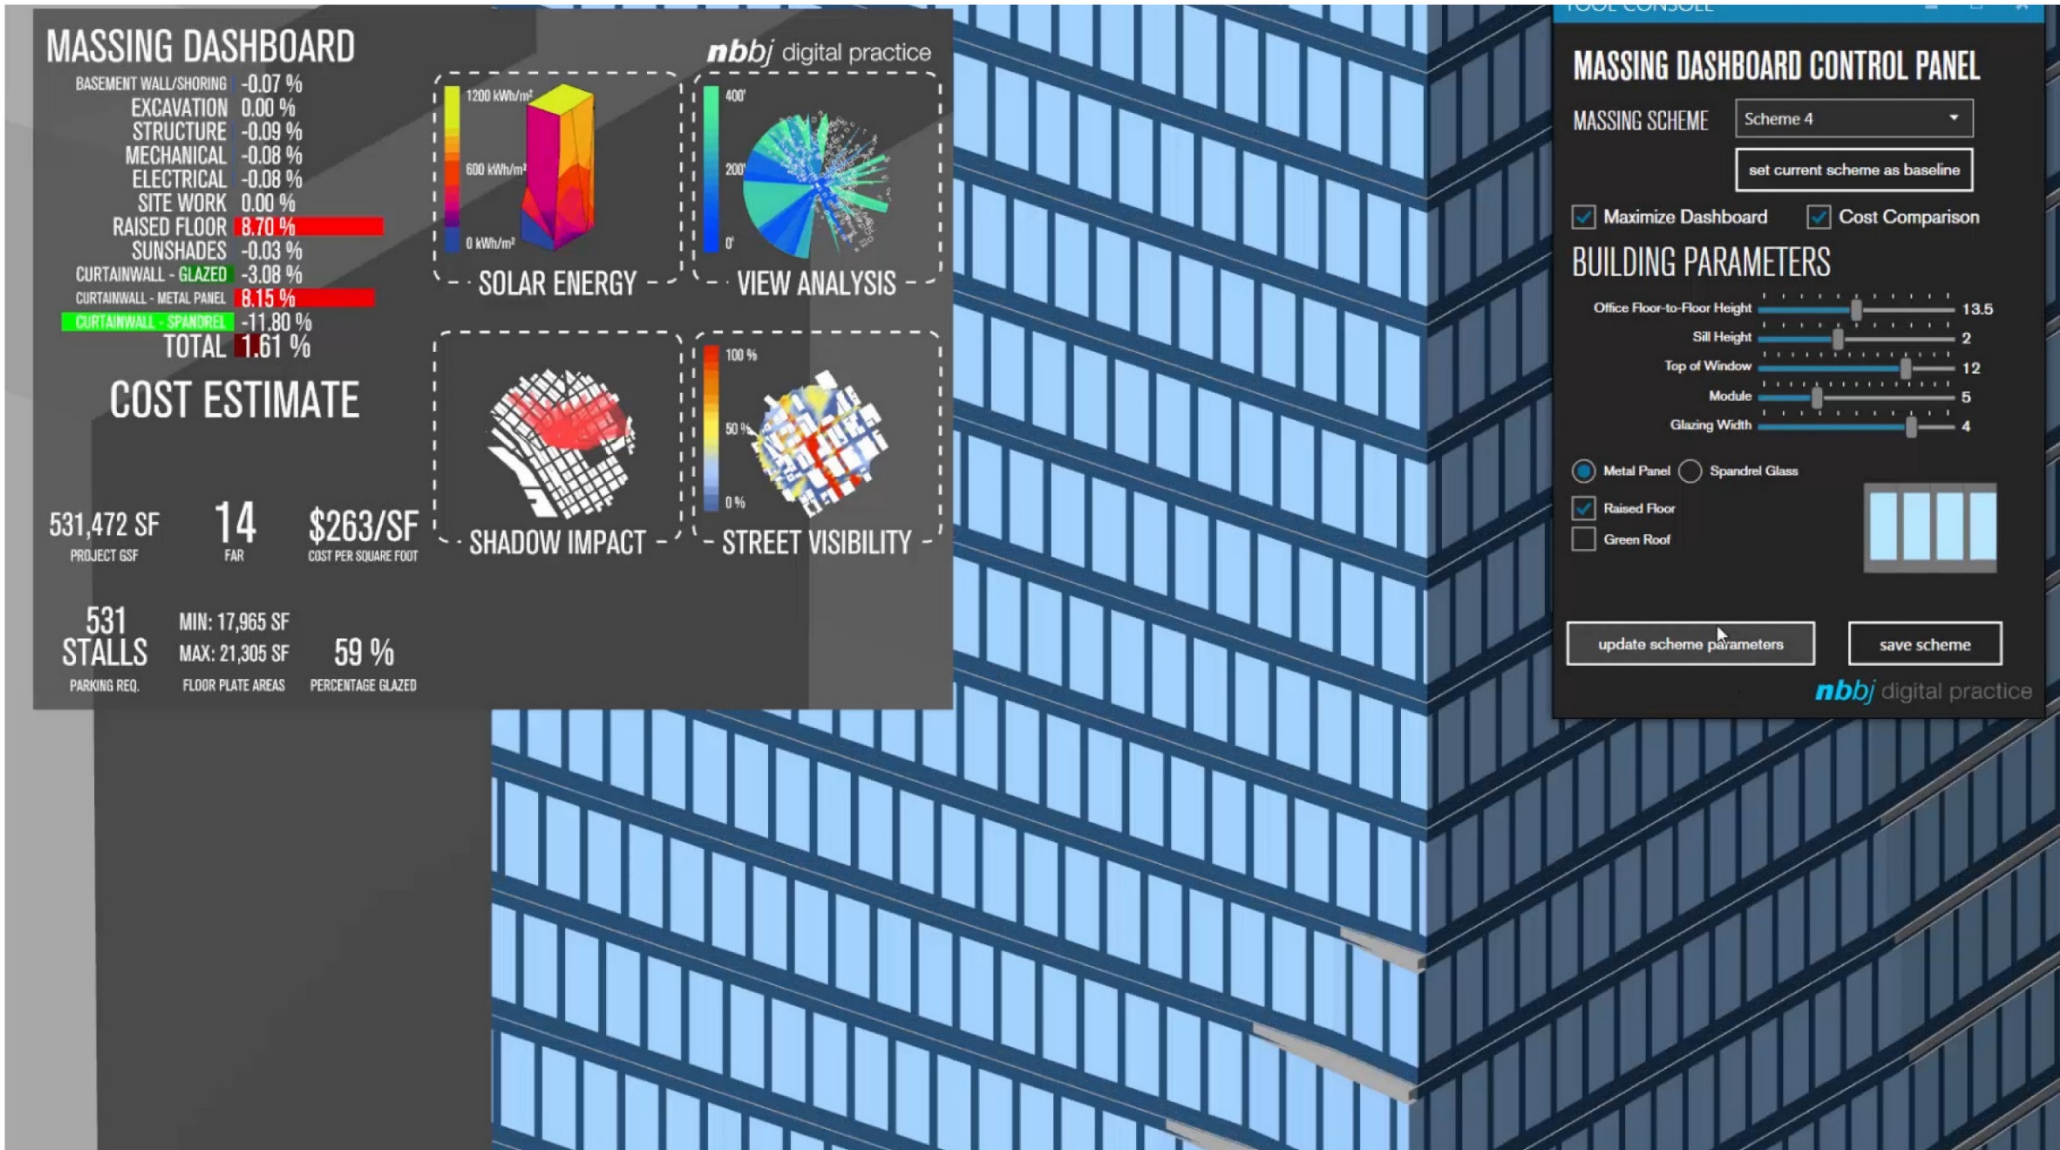 MASSING DASHBOARD
BASEMENT WALL/SHORING -0.07 %
EXCAVATION 0.00 %
STRUCTURE -0.09 %
MECHANICAL -0.08 %
ELECTRICAL -0.08 %
SITE WORK 0.00 %
RAISED FLOOR 8.70 %
SUNSHADES -0.03 %
CURTAINWALL - GLAZED -3.08 %
CURTAINWALL - METAL PANEL 8.15 %
CURTAINWALL - SPANDREL -11.80 %
TOTAL 1.61 %
COST ESTIMATE
531,472 SF
PROJECT GSF
14
FAR
$263/SF
COST PER SQUARE FOOT
531
STALLS
PARKING REQ.
MIN: 17,965 SF
MAX: 21,305 SF
FLOOR PLATE AREAS
59 %
PERCENTAGE GLAZED
nbbj digital practice
1200 kWh/m²
600 kWh/m²
0 kWh/m²
SOLAR ENERGY
400'
200'
0'
VIEW ANALYSIS
SHADOW IMPACT
100 %
50 %
0 %
STREET VISIBILITY
TOOL CONSOLE
MASSING DASHBOARD CONTROL PANEL
MASSING SCHEME Scheme 4
set current scheme as baseline
Maximize Dashboard Cost Comparison
BUILDING PARAMETERS
Office Floor-to-Floor Height 13.5
Sill Height 2
Top of Window 12
Module 5
Glazing Width 4
Metal Panel Spandrel Glass
Raised Floor
Green Roof
update scheme parameters save scheme
nbbj digital practice